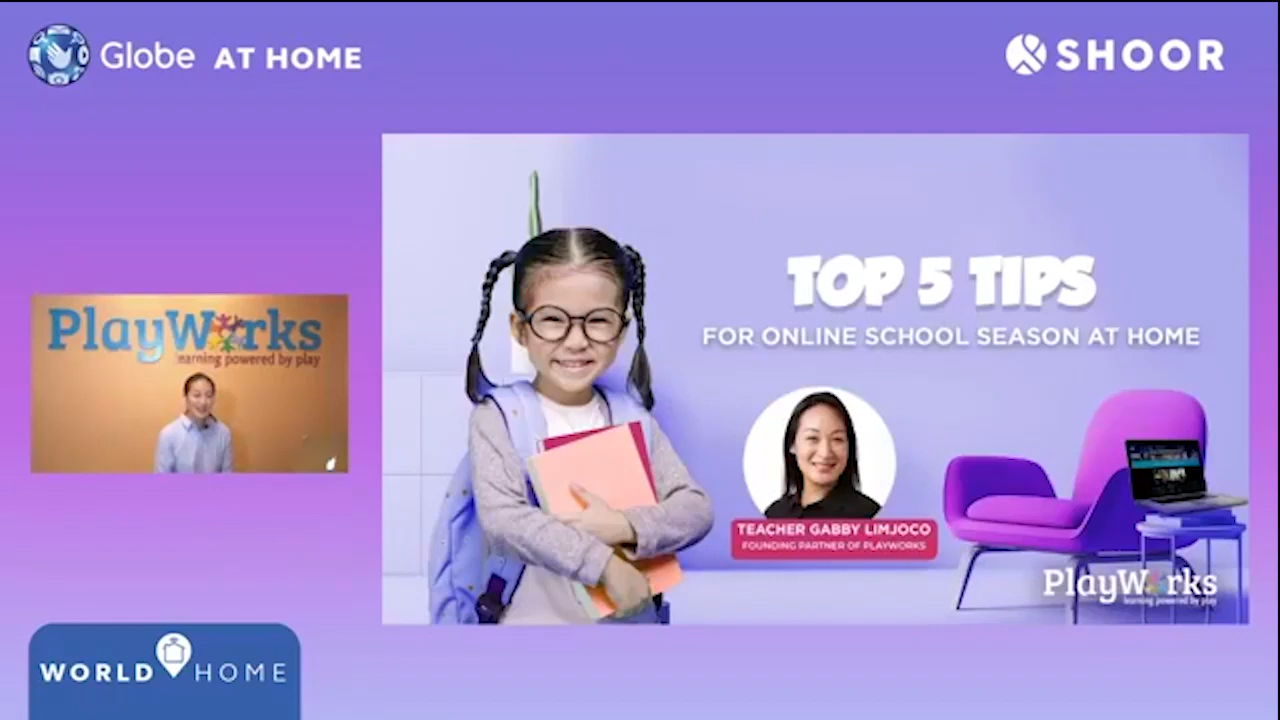 Globe AT HOME
SHOOR
PlayWorks
learning powered by play
TOP 5 TIPS
FOR ONLINE SCHOOL SEASON AT HOME
TEACHER GABBY LIMJOCO
FOUNDING PARTNER OF PLAYWORKS
PlayWorks
learning powered by play
WORLD HOME